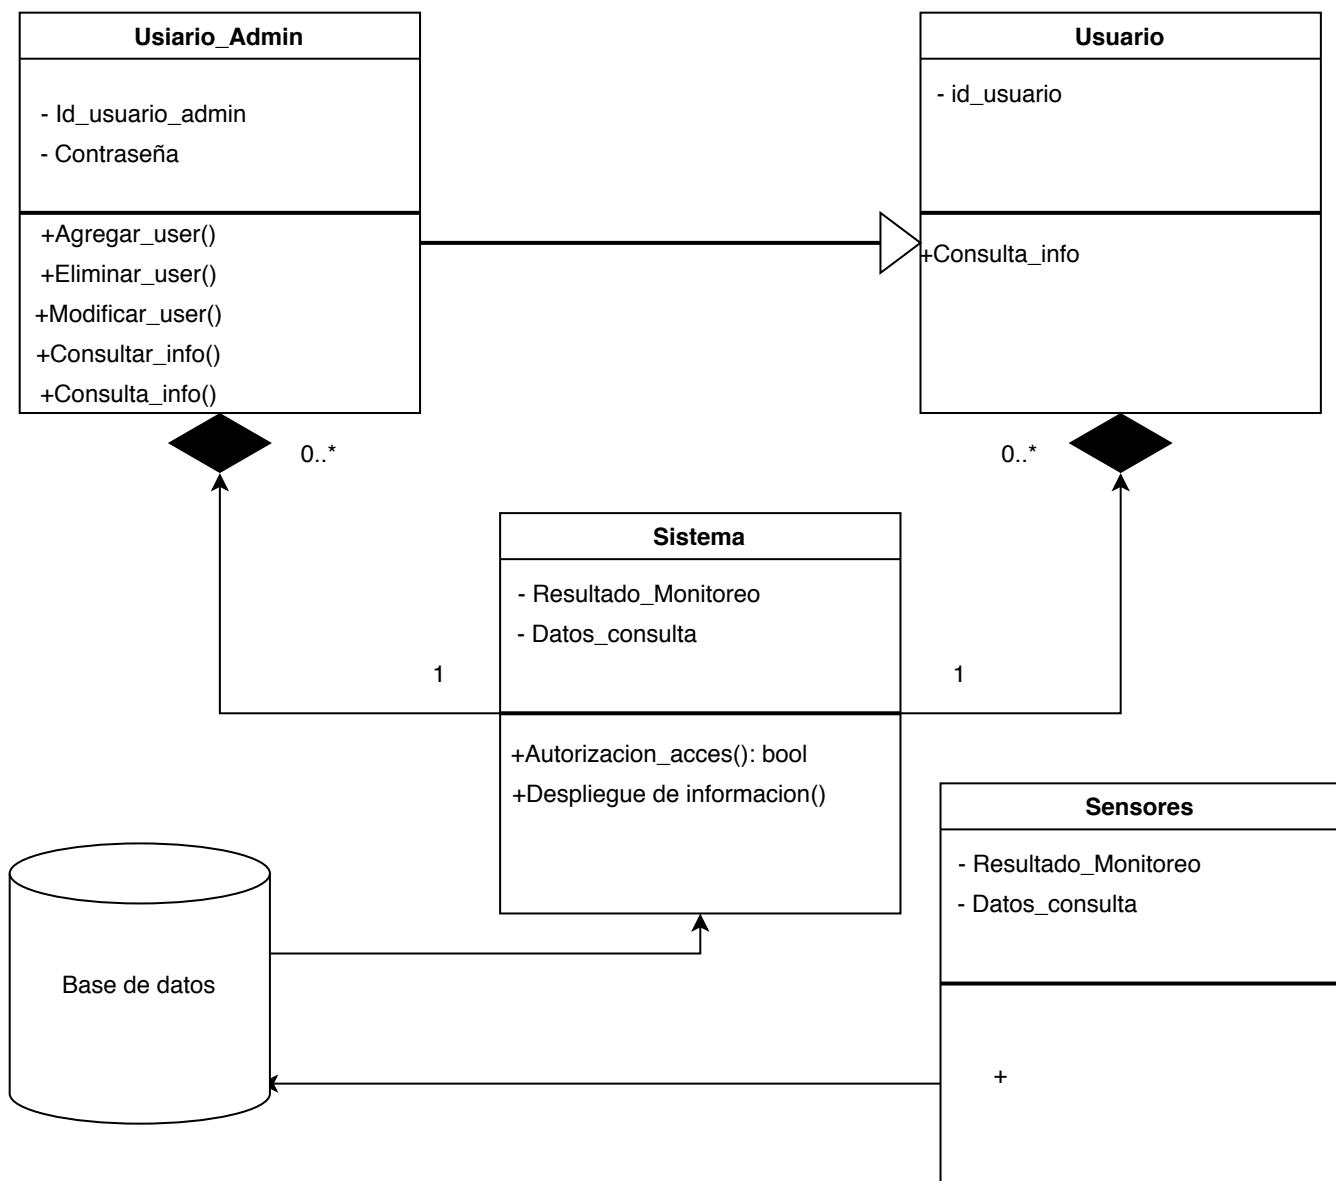 Usiario_Admin
- Id_usuario_admin
- Contraseña
+Agregar_user()
+Eliminar_user()
+Modificar_user()
+Consultar_info()
+Consulta_info()
Usuario
- id_usuario
+Consulta_info
0..*
0..*
Sistema
- Resultado_Monitoreo
- Datos_consulta
1
1
+Autorizacion_acces(): bool
+Despliegue de informacion()
Sensores
- Resultado_Monitoreo
- Datos_consulta
+
Base de datos